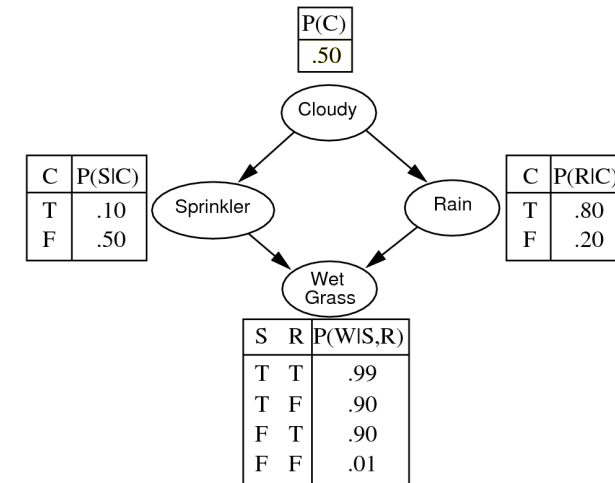 P(C)
.50
Cloudy
C P(S|C)
T .10
F .50
Sprinkler
Rain
C P(R|C)
T .80
F .20
Wet
Grass
S R P(W|S,R)
T T .99
T F .90
F T .90
F F .01